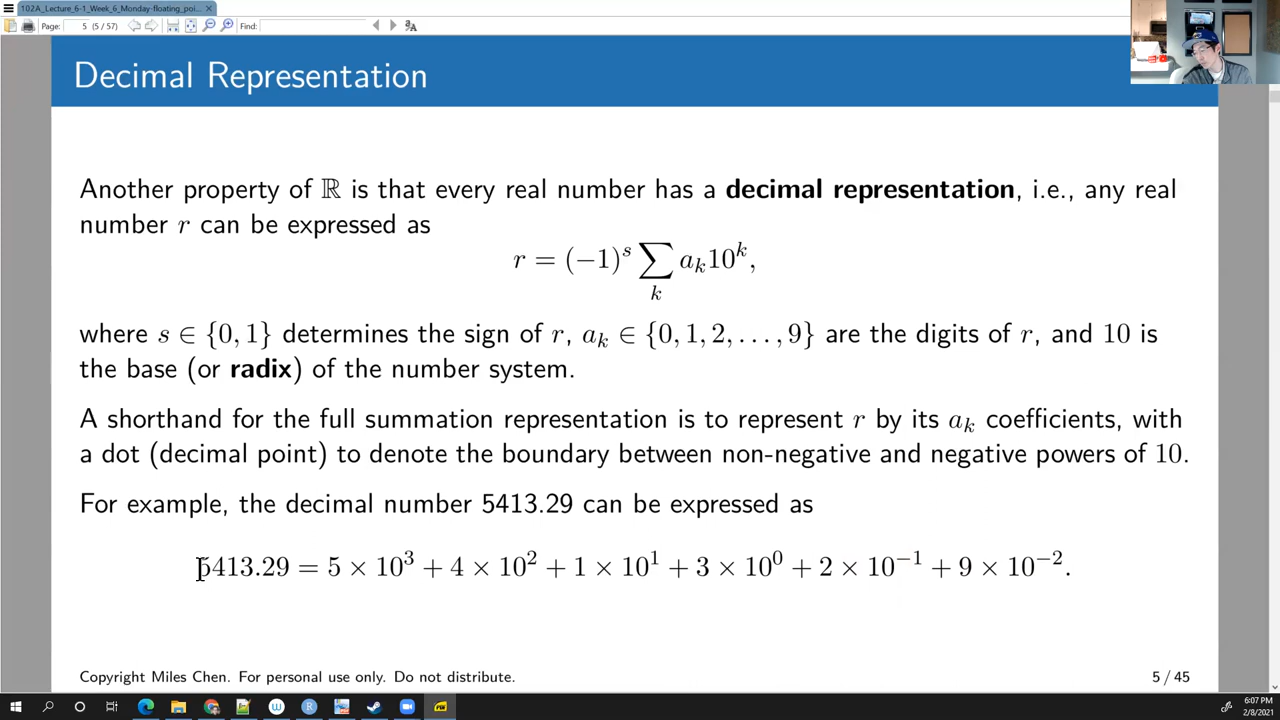 102A_Lecture_6-1_Week_6_Monday-floating_poi...
Page: 5 (5 / 57) Find:
Decimal Representation
Another property of ℝ is that every real number has a decimal representation, i.e., any real
number r can be expressed as
r = (−1)^s ∑_k a_k 10^k,
where s ∈ {0, 1} determines the sign of r, a_k ∈ {0, 1, 2, . . . , 9} are the digits of r, and 10 is
the base (or radix) of the number system.
A shorthand for the full summation representation is to represent r by its a_k coefficients, with
a dot (decimal point) to denote the boundary between non-negative and negative powers of 10.
For example, the decimal number 5413.29 can be expressed as
5413.29 = 5 × 10^3 + 4 × 10^2 + 1 × 10^1 + 3 × 10^0 + 2 × 10^−1 + 9 × 10^−2.
Copyright Miles Chen. For personal use only. Do not distribute. 5 / 45
6:07 PM
2/8/2021